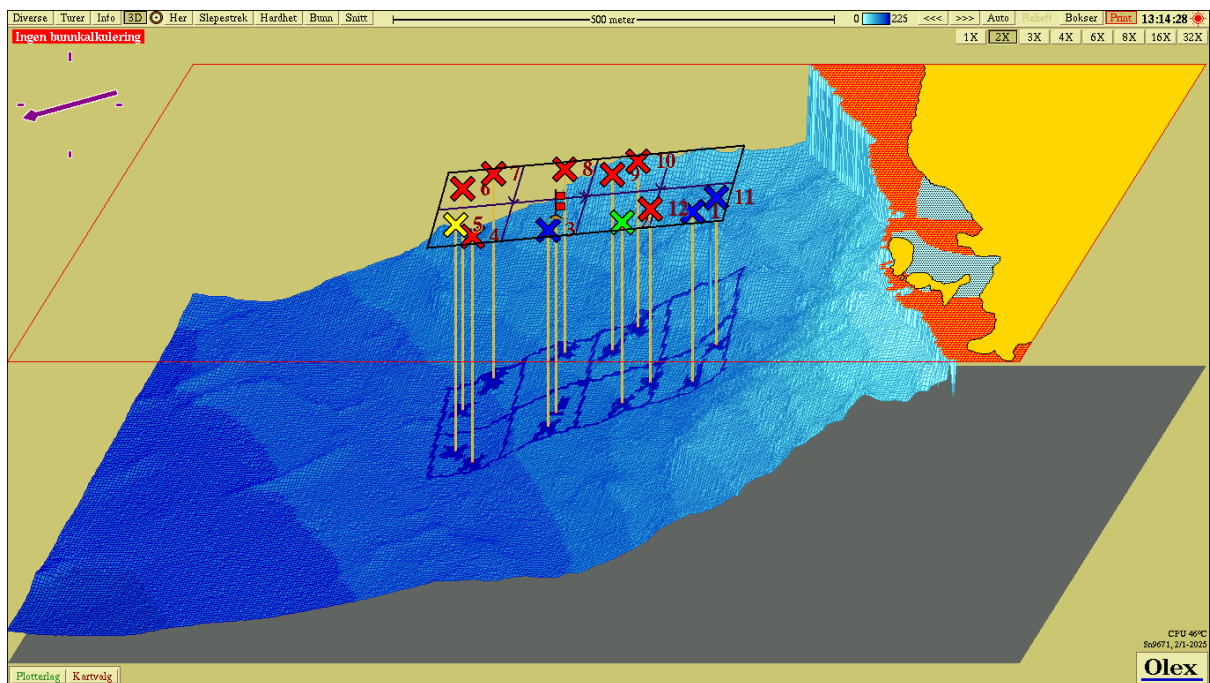 Diverse Turer Info 3D Her Slepestrek Hardhet Bunn Snitt 500 meter 0 225 <<< >>> Auto Relieff Bokser Print 13:14:28
Ingen bunnkalkulering 1X 2X 3X 4X 6X 8X 16X 32X
10
8
7
9
6
11
12
1
5
4
3
CPU 46°C
Sn9671, 2/1-2025
Plotterlag Kartvalg
Olex